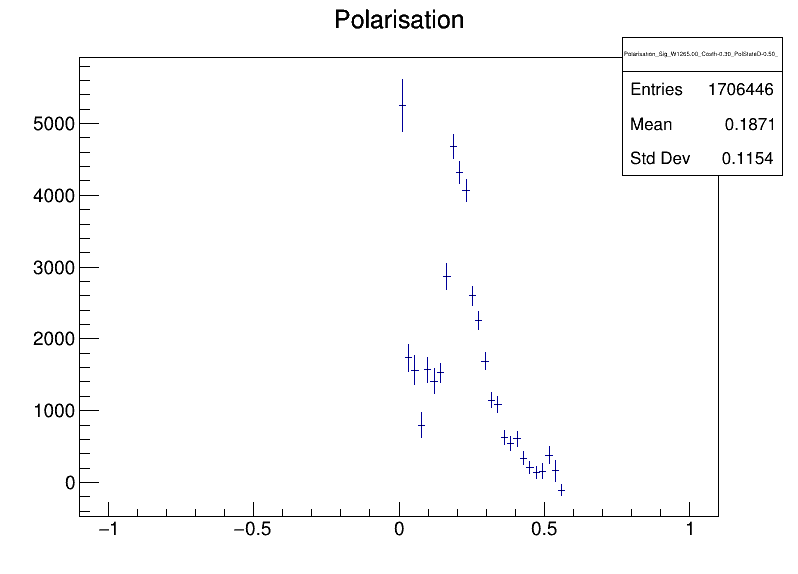 Polarisation
Polarisation_Sig_W1265.00_Costh-0.30_PolStateD-0.50_
Entries 1706446
Mean 0.1871
Std Dev 0.1154
5000
4000
3000
2000
1000
0
−1 −0.5 0 0.5 1